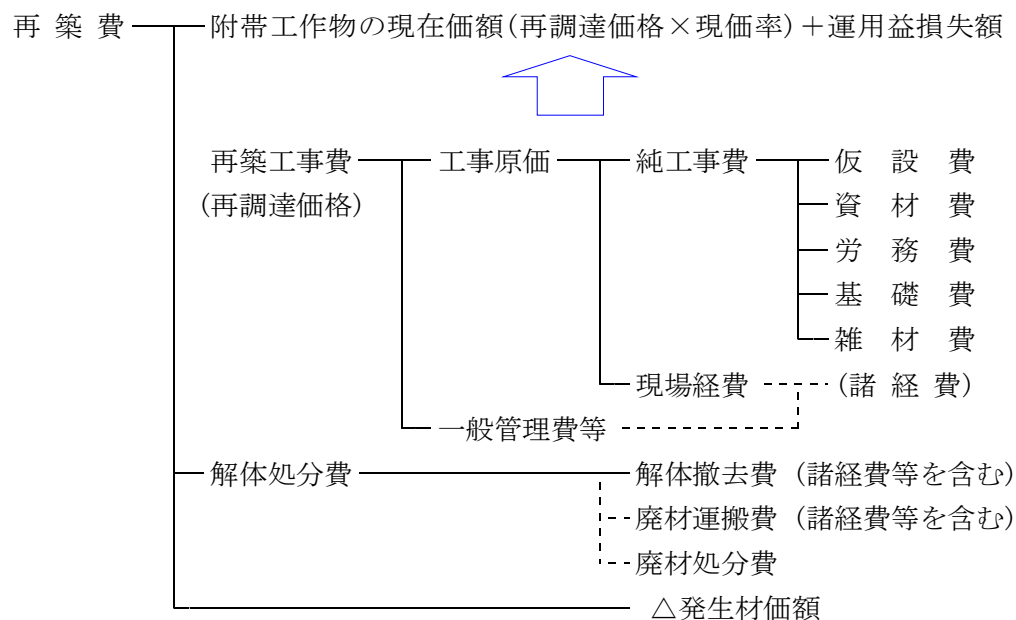 再築費 附帯工作物の現在価額(再調達価格×現価率)+運用益損失額
再築工事費 工事原価 純工事費 仮設費
(再調達価格) 資材費
労務費
基礎費
雑材費
現場経費 (諸経費)
一般管理費等
解体処分費 解体撤去費(諸経費等を含む)
廃材運搬費(諸経費等を含む)
廃材処分費
△発生材価額